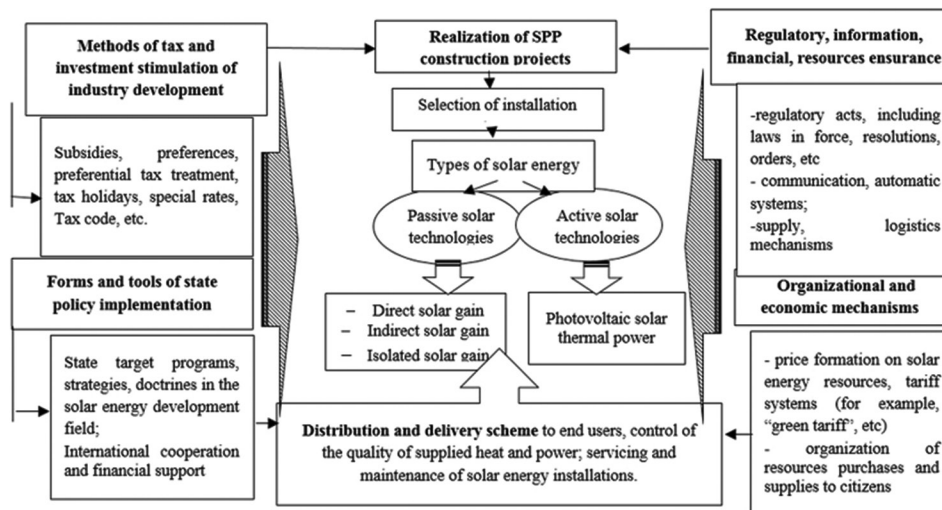 Methods of tax and
investment stimulation of
industry development
Subsidies, preferences,
preferential tax treatment,
tax holidays, special rates,
Tax code, etc.
Forms and tools of state
policy implementation
State target programs,
strategies, doctrines in the
solar energy development
field;
International cooperation
and financial support
Realization of SPP
construction projects
Selection of installation
Types of solar energy
Passive solar
technologies
Active solar
technologies
– Direct solar gain
– Indirect solar gain
– Isolated solar gain
Photovoltaic solar
thermal power
Distribution and delivery scheme to end users, control of
the quality of supplied heat and power; servicing and
maintenance of solar energy installations.
Regulatory, information,
financial, resources ensurance
-regulatory acts, including
laws in force, resolutions,
orders, etc
- communication, automatic
systems;
-supply, logistics
mechanisms
Organizational and
economic mechanisms
- price formation on solar
energy resources, tariff
systems (for example,
“green tariff”, etc)
- organization of
resources purchases and
supplies to citizens